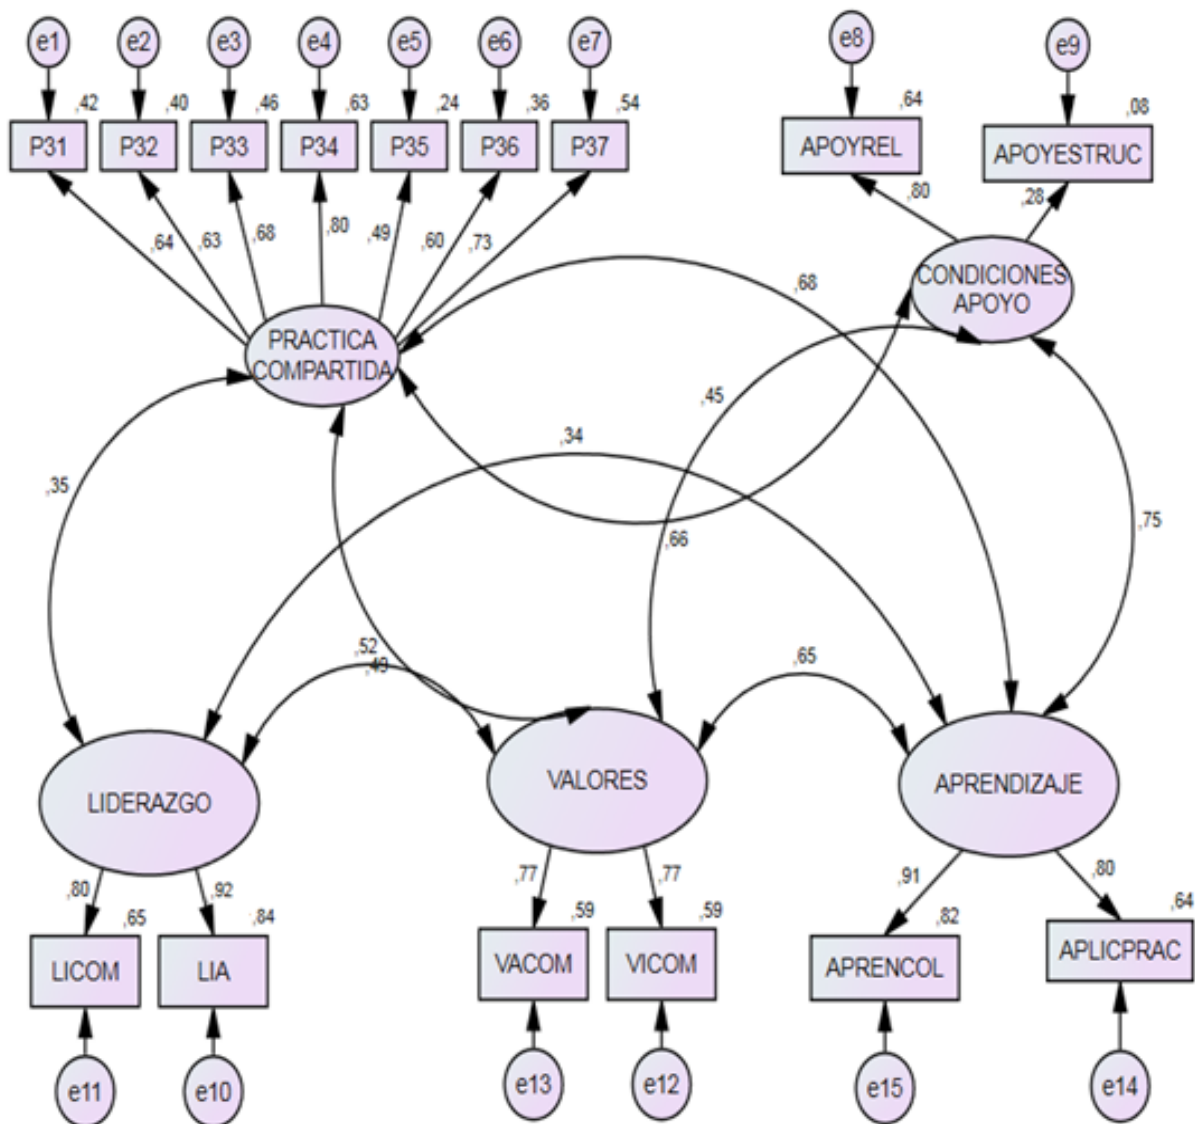 e1 e2 e3 e4 e5 e6 e7 e8 e9
,42 ,40 ,46 ,63 ,24 ,36 ,54 ,64 ,08
P31 P32 P33 P34 P35 P36 P37 APOYREL APOYESTRUC
,80 ,28
,64 ,63 ,68 ,80 ,49 ,60 ,73
CONDICIONES
APOYO
,68
PRACTICA
COMPARTIDA
,45
,34
,35
,66
,75
,52
,49
,65
LIDERAZGO VALORES APRENDIZAJE
,80 ,92 ,77 ,77 ,91 ,80
,65 ,84 ,59 ,59 ,82 ,64
LICOM LIA VACOM VICOM APRENCOL APLICPRAC
e11 e10 e13 e12 e15 e14